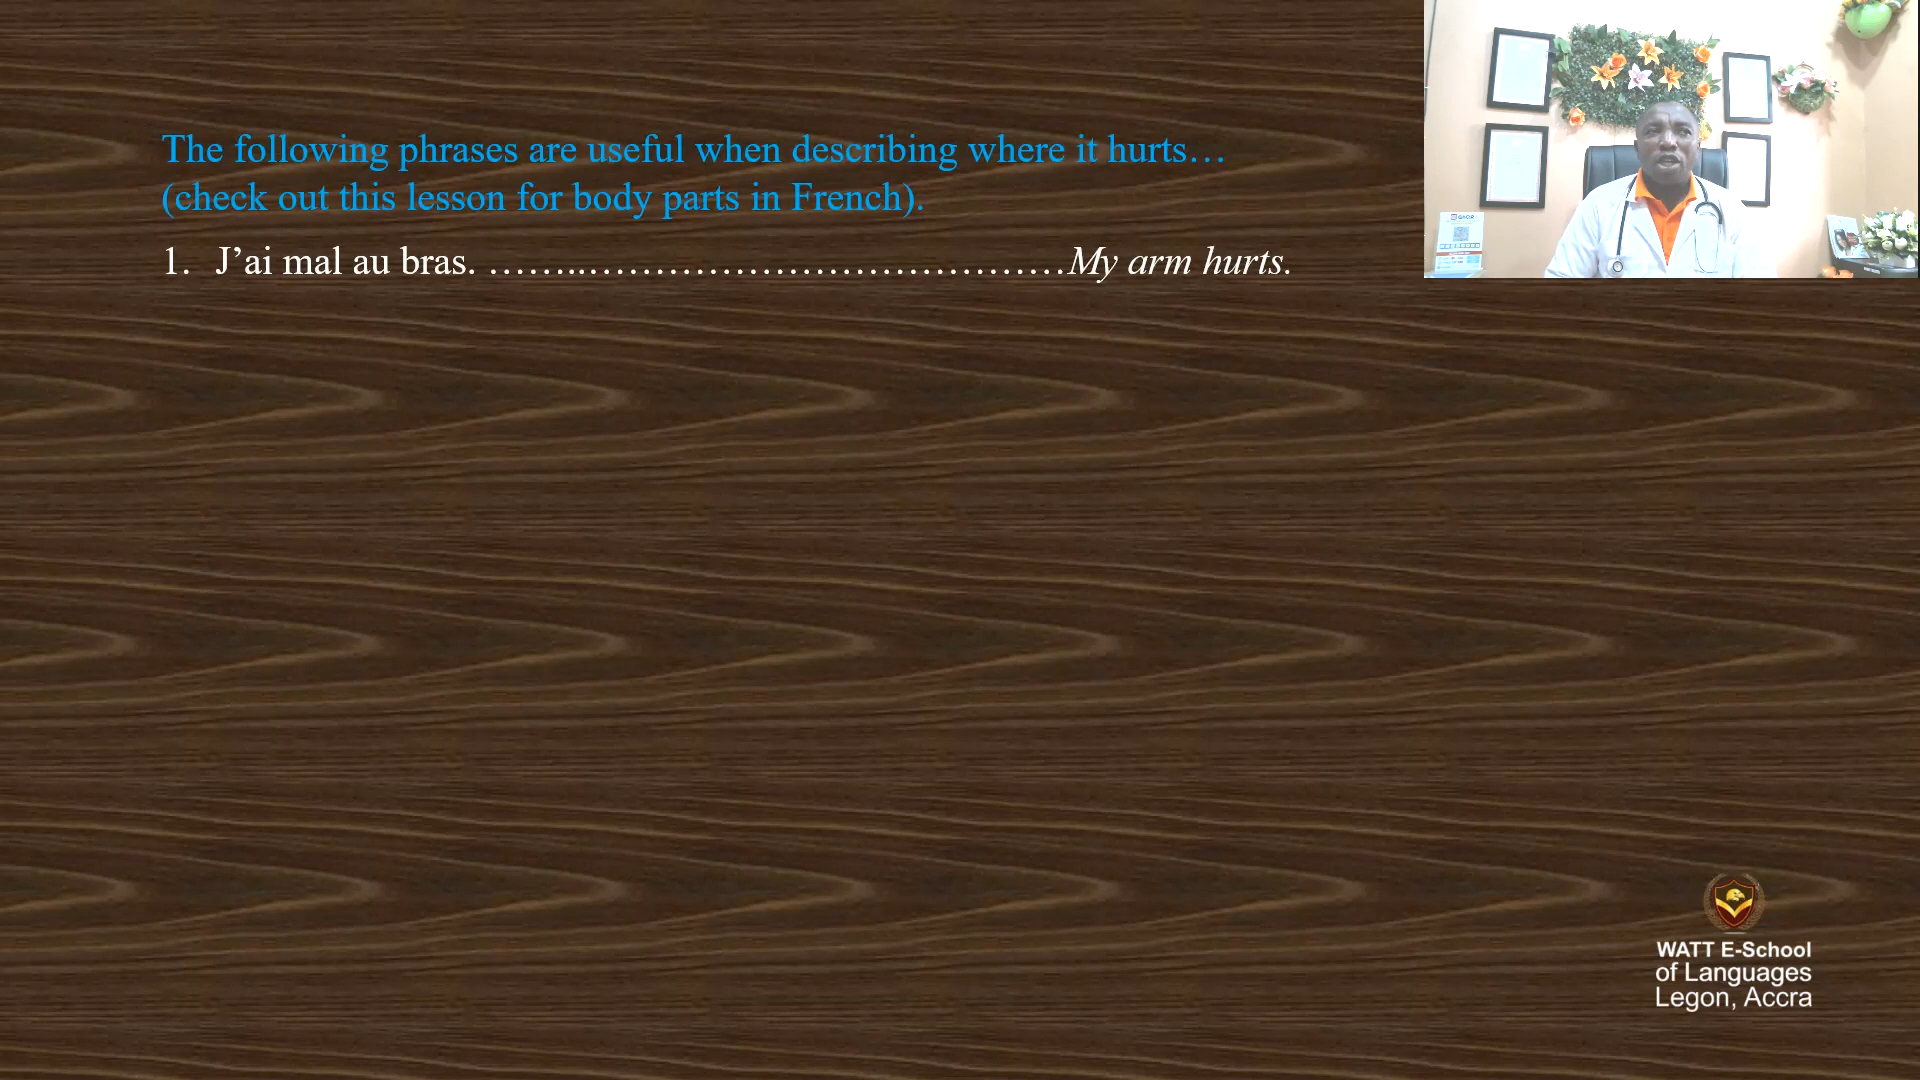 The following phrases are useful when describing where it hurts…
(check out this lesson for body parts in French).
1. J’ai mal au bras. ……..………………………………My arm hurts.
WATT E-School
of Languages
Legon, Accra